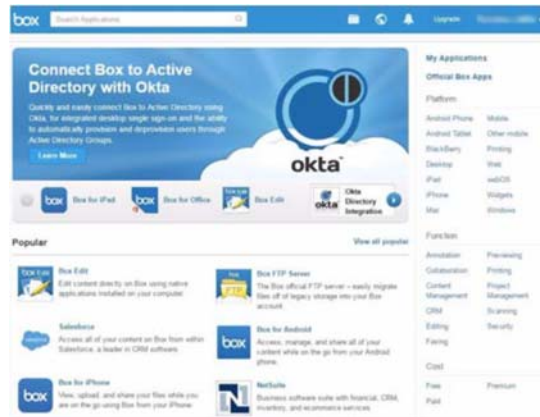 box
Search Applications
Upgrade
Connect Box to Active
Directory with Okta
Quickly and easily connect Box to Active Directory using
Okta, for integrated desktop single sign-on and the ability
to automatically provision and deprovision users through
Active Directory Groups.
Learn More
okta
box
Box for iPad
box
Box for Office
Box Edit
okta
Okta
Directory
Integration
Popular
View all popular
Box Edit
Edit content directly on Box using native
applications installed on your computer
Box FTP Server
The Box official FTP server – easily migrate
files off of legacy storage into your Box
account
Salesforce
Access all of your content on Box from within
Salesforce, a leader in CRM software
box
Box for Android
Access, manage, and share all of your
content while on the go from your Android
phone.
box
Box for iPhone
View, upload, and share your files while you
are on the go using Box from your iPhone.
N
NetSuite
Business software suite with financial, CRM,
inventory, and ecommerce services
My Applications
Official Box Apps
Platform
Android Phone Mobile
Android Tablet Other mobile
BlackBerry Printing
Desktop Web
iPad webOS
iPhone Widgets
Mac Windows
Function
Annotation Previewing
Collaboration Printing
Content Management Project Management
CRM Scanning
Editing Security
Faxing
Cost
Free Premium
Paid